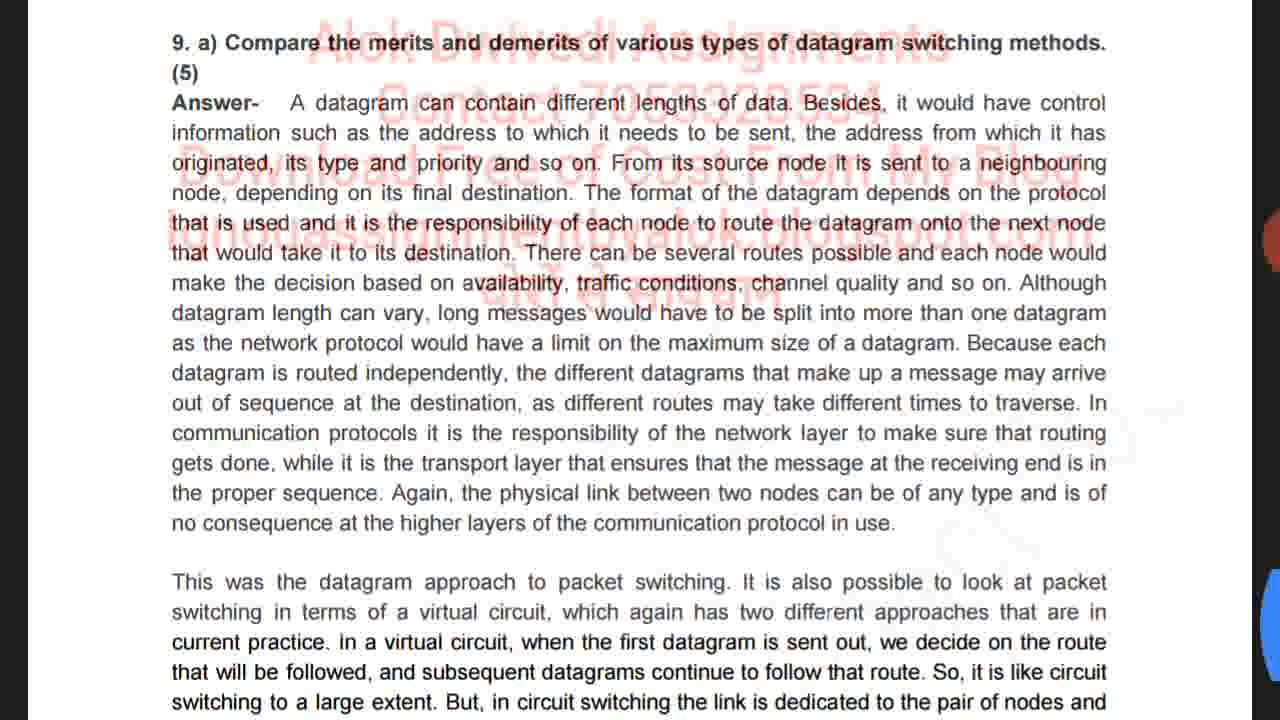 Alok Dwivedi Assignments
9. a) Compare the merits and demerits of various types of datagram switching methods.
(5)
Contact 7053328534
Answer- A datagram can contain different lengths of data. Besides, it would have control
information such as the address to which it needs to be sent, the address from which it has
originated, its type and priority and so on. From its source node it is sent to a neighbouring
Download Free of Cost From My Blog
node, depending on its final destination. The format of the datagram depends on the protocol
that is used and it is the responsibility of each node to route the datagram onto the next node
that would take it to its destination. There can be several routes possible and each node would
make the decision based on availability, traffic conditions, channel quality and so on. Although
datagram length can vary, long messages would have to be split into more than one datagram
as the network protocol would have a limit on the maximum size of a datagram. Because each
datagram is routed independently, the different datagrams that make up a message may arrive
out of sequence at the destination, as different routes may take different times to traverse. In
communication protocols it is the responsibility of the network layer to make sure that routing
gets done, while it is the transport layer that ensures that the message at the receiving end is in
the proper sequence. Again, the physical link between two nodes can be of any type and is of
no consequence at the higher layers of the communication protocol in use.
This was the datagram approach to packet switching. It is also possible to look at packet
switching in terms of a virtual circuit, which again has two different approaches that are in
current practice. In a virtual circuit, when the first datagram is sent out, we decide on the route
that will be followed, and subsequent datagrams continue to follow that route. So, it is like circuit
switching to a large extent. But, in circuit switching the link is dedicated to the pair of nodes and